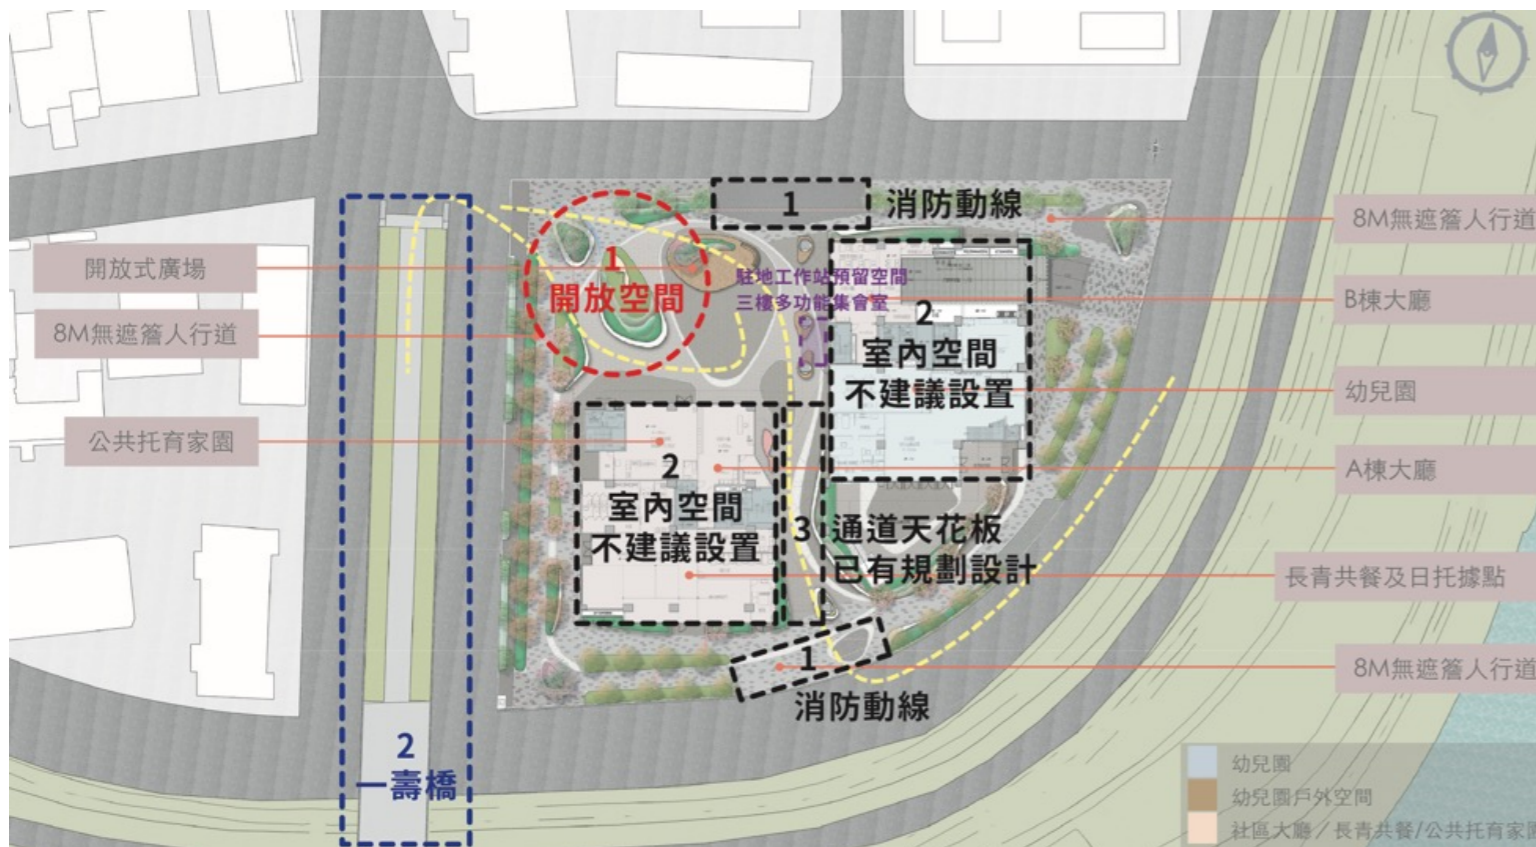 1
消防動線
8M無遮簷人行道
開放式廣場
1
開放空間
駐地工作站預留空間
三樓多功能集會室
B棟大廳
8M無遮簷人行道
2
室內空間
不建議設置
幼兒園
公共托育家園
2
室內空間
不建議設置
A棟大廳
3
通道天花板
已有規劃設計
長青共餐及日托據點
1
消防動線
8M無遮簷人行道
2
一壽橋
幼兒園
幼兒園戶外空間
社區大廳／長青共餐/公共托育家園